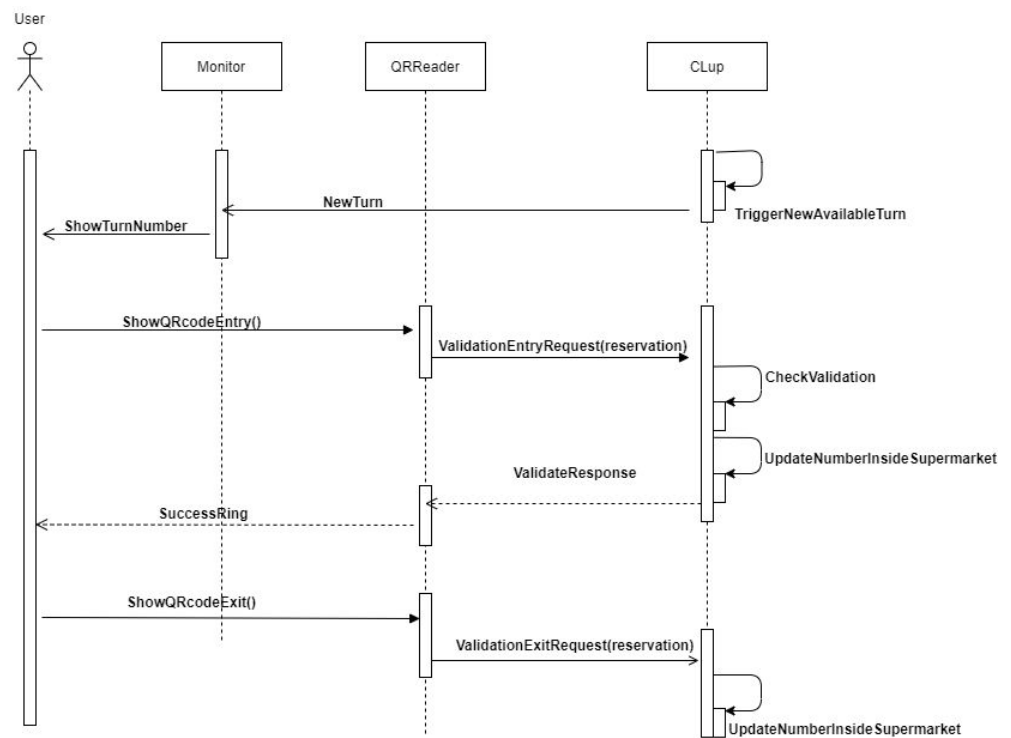 User
Monitor
QRReader
CLup
NewTurn
TriggerNewAvailableTurn
ShowTurnNumber
ShowQRcodeEntry()
ValidationEntryRequest(reservation)
CheckValidation
UpdateNumberInsideSupermarket
ValidateResponse
SuccessRing
ShowQRcodeExit()
ValidationExitRequest(reservation)
UpdateNumberInsideSupermarket